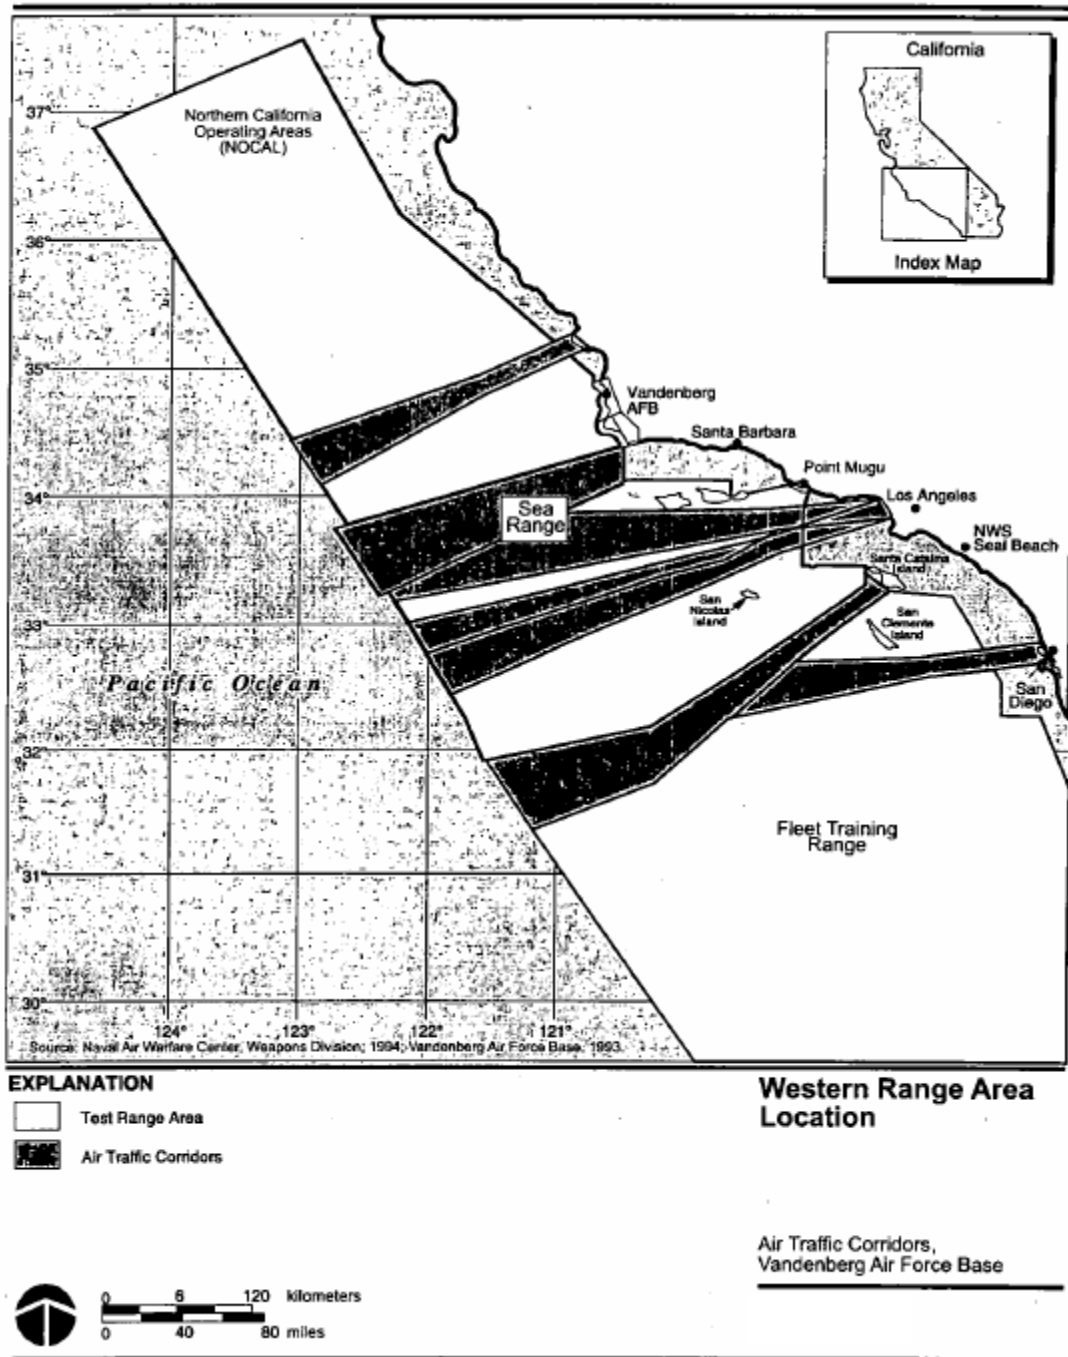 California
Index Map
37°
Northern California
Operating Areas
(NOCAL)
36°
35°
Vandenberg
AFB
Santa Barbara
Point Mugu
Los Angeles
34°
Sea
Range
NWS
Seal Beach
Santa Catalina
Island
San
Nicolas
Island
San
Clemente
Island
33°
Pacific Ocean
San
Diego
32°
Fleet Training
Range
31°
30°
124° 123° 122° 121°
Source: Naval Air Warfare Center, Weapons Division, 1994; Vandenberg Air Force Base, 1993.
EXPLANATION
Test Range Area
Air Traffic Corridors
Western Range Area
Location
Air Traffic Corridors,
Vandenberg Air Force Base
0 6 120 kilometers
0 40 80 miles